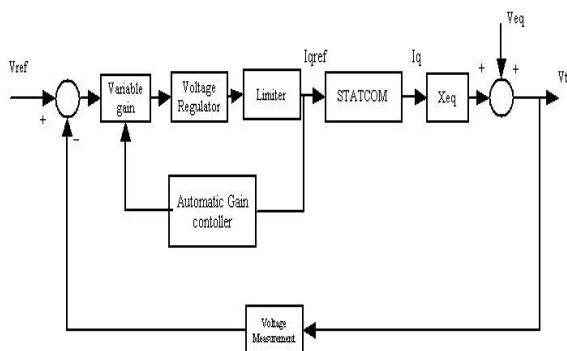 Veq
Vref
Iqref
Iq
Vt
+
+
+
−
Variable
gain
Voltage
Regulator
Limiter
STATCOM
Xeq
Automatic Gain
contoller
Voltage
Measurement